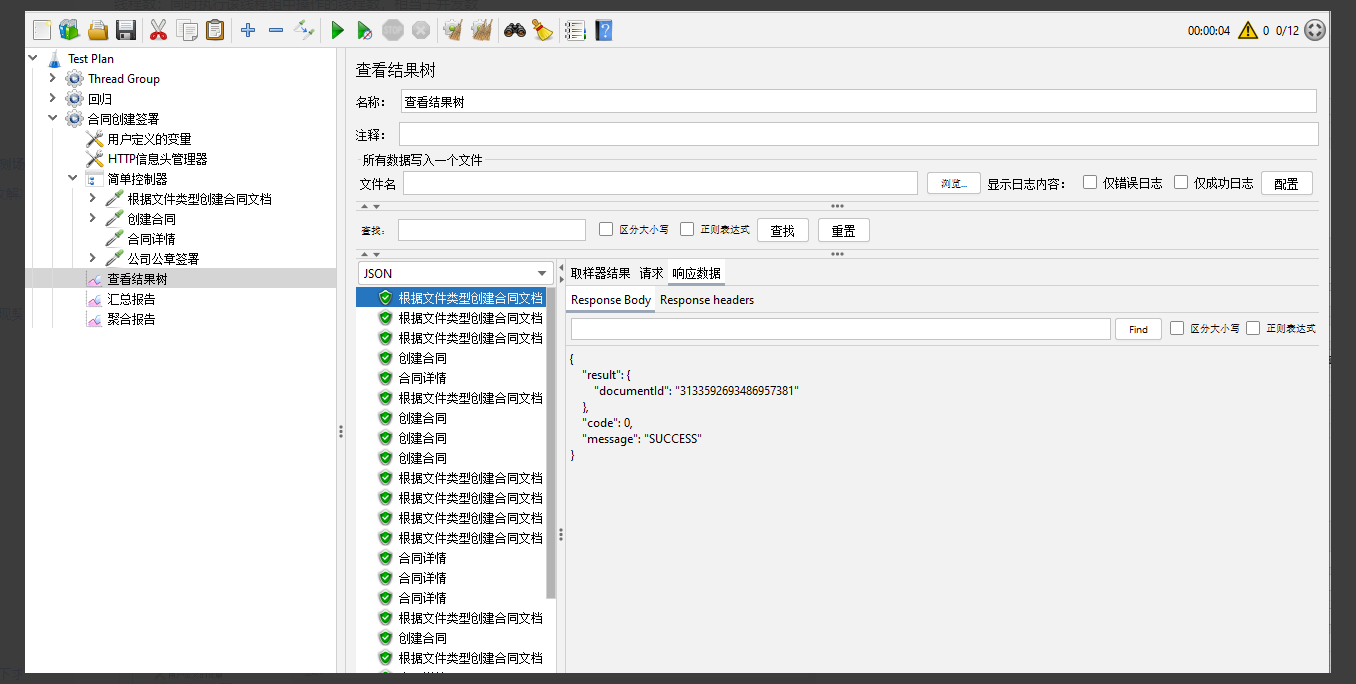 00:00:04 0 0/12
Test Plan
Thread Group
回归
合同创建签署
用户定义的变量
HTTP信息头管理器
简单控制器
根据文件类型创建合同文档
创建合同
合同详情
公司公章签署
查看结果树
汇总报告
聚合报告
查看结果树
名称： 查看结果树
注释：
所有数据写入一个文件
文件名 浏览... 显示日志内容： 仅错误日志 仅成功日志 配置
查找： 区分大小写 正则表达式 查找 重置
JSON
根据文件类型创建合同文档
根据文件类型创建合同文档
根据文件类型创建合同文档
创建合同
合同详情
根据文件类型创建合同文档
创建合同
创建合同
创建合同
根据文件类型创建合同文档
根据文件类型创建合同文档
根据文件类型创建合同文档
根据文件类型创建合同文档
合同详情
合同详情
合同详情
根据文件类型创建合同文档
创建合同
根据文件类型创建合同文档
取样器结果 请求 响应数据
Response Body Response headers
Find 区分大小写 正则表达式
{
"result": {
"documentId": "3133592693486957381"
},
"code": 0,
"message": "SUCCESS"
}